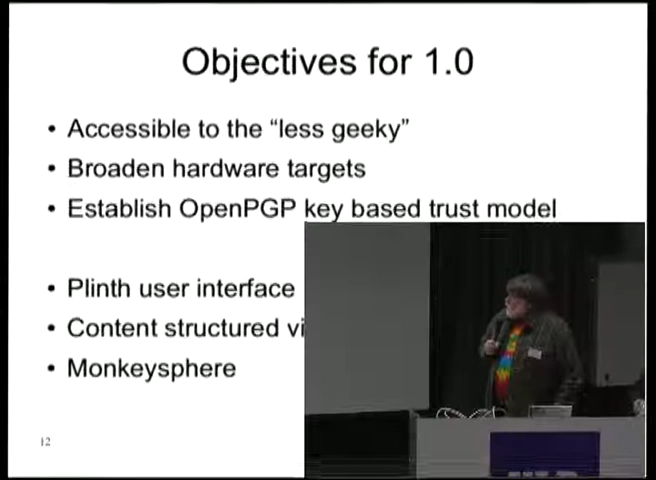 Objectives for 1.0
• Accessible to the “less geeky”
• Broaden hardware targets
• Establish OpenPGP key based trust model
• Plinth user interface
• Content structured vi
• Monkeysphere
12